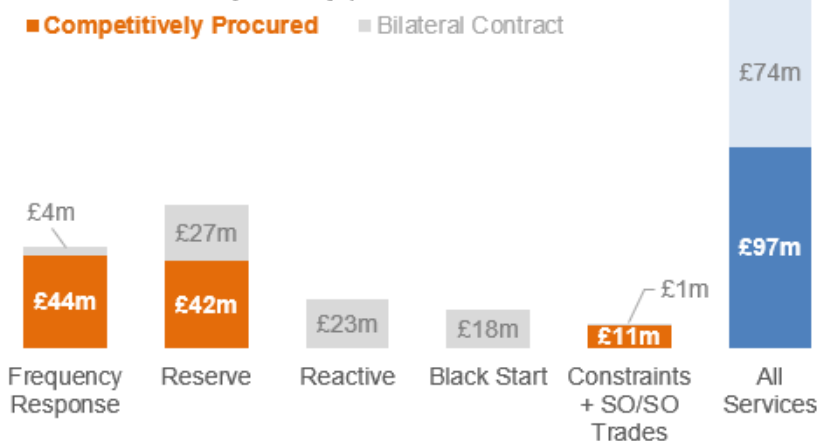 Competitively Procured
Bilateral Contract
£74m
£4m
£27m
£97m
£44m
£42m
£23m
£18m
£1m
£11m
Frequency Response
Reserve
Reactive
Black Start
Constraints + SO/SO Trades
All Services